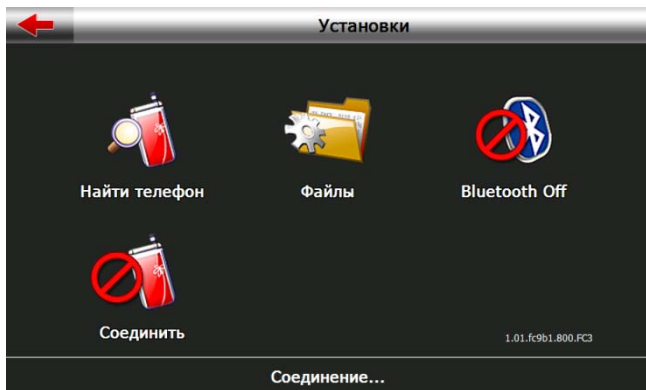 Установки
Найти телефон
Файлы
Bluetooth Off
Соединить
1.01.fc9b1.800.FC3
Соединение...